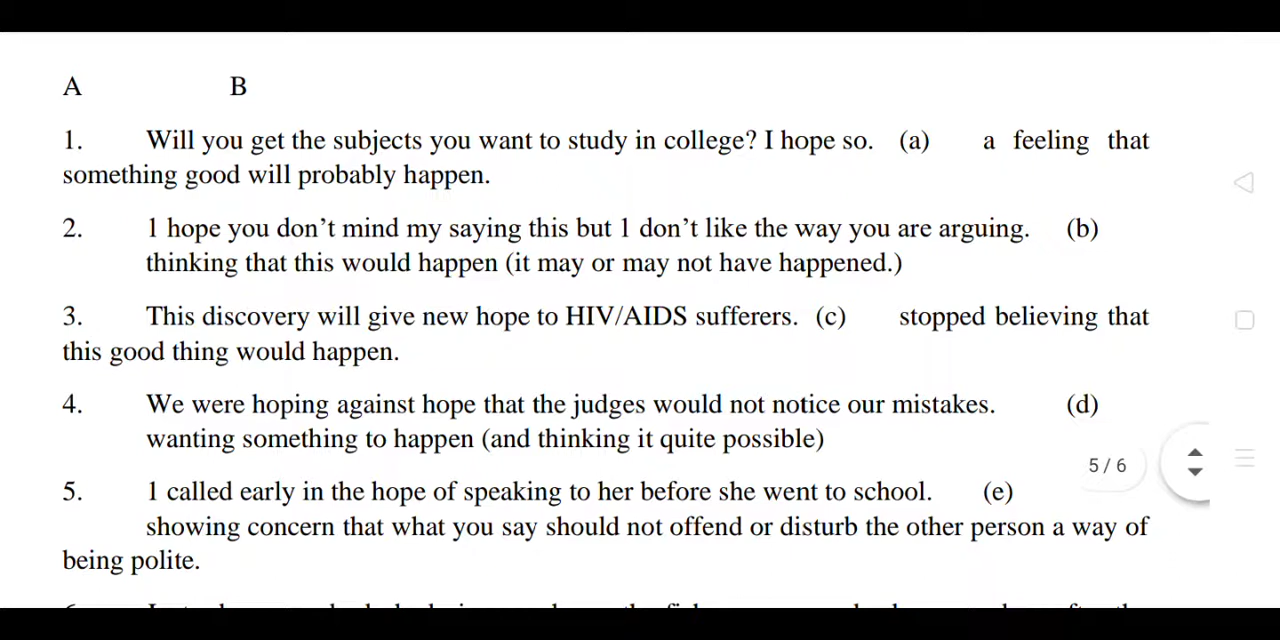 A B
1. Will you get the subjects you want to study in college? I hope so. (a) a feeling that
something good will probably happen.
2. 1 hope you don’t mind my saying this but 1 don’t like the way you are arguing. (b)
thinking that this would happen (it may or may not have happened.)
3. This discovery will give new hope to HIV/AIDS sufferers. (c) stopped believing that
this good thing would happen.
4. We were hoping against hope that the judges would not notice our mistakes. (d)
wanting something to happen (and thinking it quite possible)
5 / 6
5. 1 called early in the hope of speaking to her before she went to school. (e)
showing concern that what you say should not offend or disturb the other person a way of
being polite.